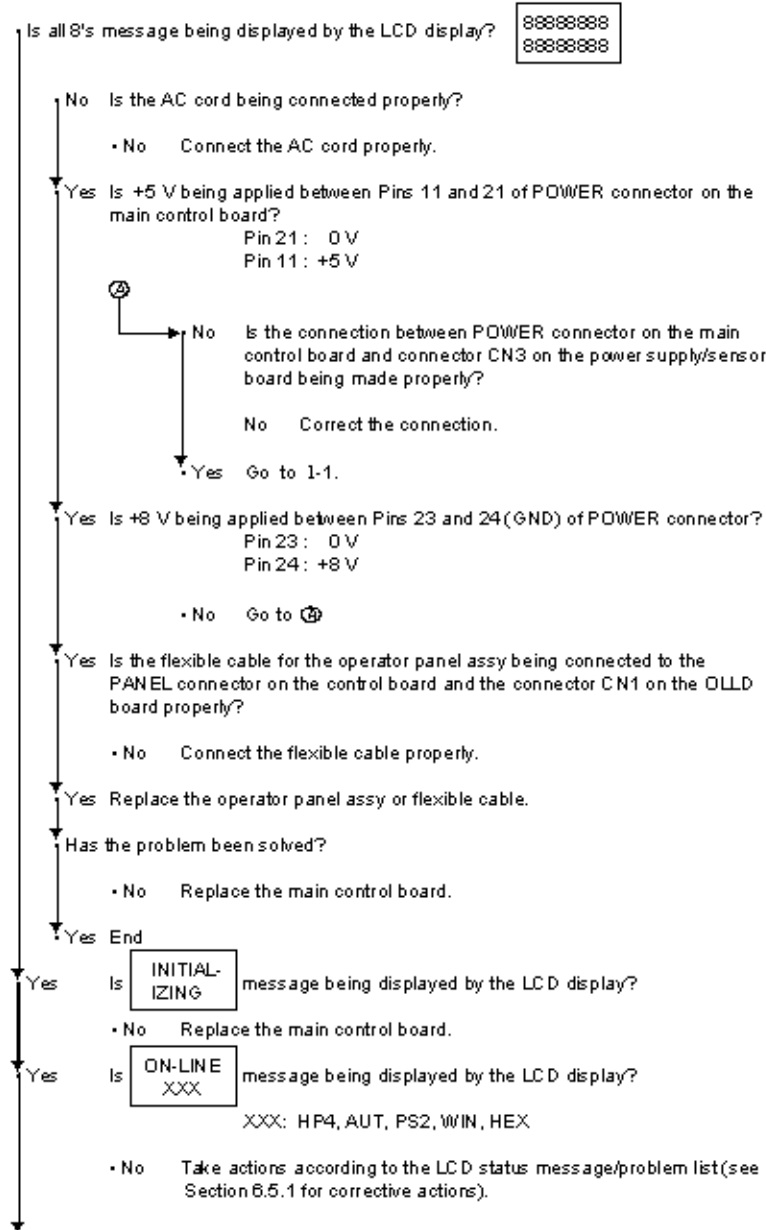 Is all 8's message being displayed by the LCD display?
88888888
88888888
• No Is the AC cord being connected properly?
• No Connect the AC cord properly.
Yes Is +5 V being applied between Pins 11 and 21 of POWER connector on the
main control board?
Pin 21 : 0 V
Pin 11 : +5 V
A
• No Is the connection between POWER connector on the main
control board and connector CN3 on the power supply/sensor
board being made properly?
No Correct the connection.
• Yes Go to 1-1.
Yes Is +8 V being applied between Pins 23 and 24 (GND) of POWER connector?
Pin 23 : 0 V
Pin 24 : +8 V
• No Go to A
Yes Is the flexible cable for the operator panel assy being connected to the
PANEL connector on the control board and the connector CN1 on the OLLD
board properly?
• No Connect the flexible cable properly.
Yes Replace the operator panel assy or flexible cable.
Has the problem been solved?
• No Replace the main control board.
• Yes End
Yes Is INITIAL-
IZING message being displayed by the LCD display?
• No Replace the main control board.
Yes Is ON-LINE
XXX message being displayed by the LCD display?
XXX: HP4, AUT, PS2, WIN, HEX
• No Take actions according to the LCD status message/problem list (see
Section 6.5.1 for corrective actions).